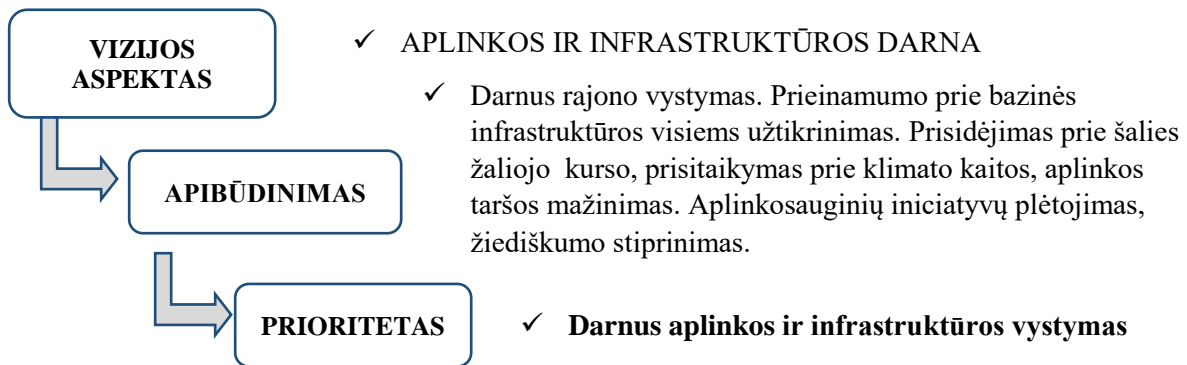 VIZIJOS
ASPEKTAS
✓ APLINKOS IR INFRASTRUKTŪROS DARNA
✓ Darnus rajono vystymas. Prieinamumo prie bazinės
infrastruktūros visiems užtikrinimas. Prisidėjimas prie šalies
žaliojo kurso, prisitaikymas prie klimato kaitos, aplinkos
taršos mažinimas. Aplinkosauginių iniciatyvų plėtojimas,
žiediškumo stiprinimas.
APIBŪDINIMAS
PRIORITETAS
✓ Darnus aplinkos ir infrastruktūros vystymas